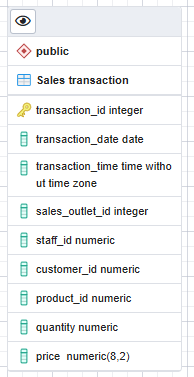 public
Sales transaction
transaction_id integer
transaction_date date
transaction_time time witho
ut time zone
sales_outlet_id integer
staff_id numeric
customer_id numeric
product_id numeric
quantity numeric
price numeric(8,2)